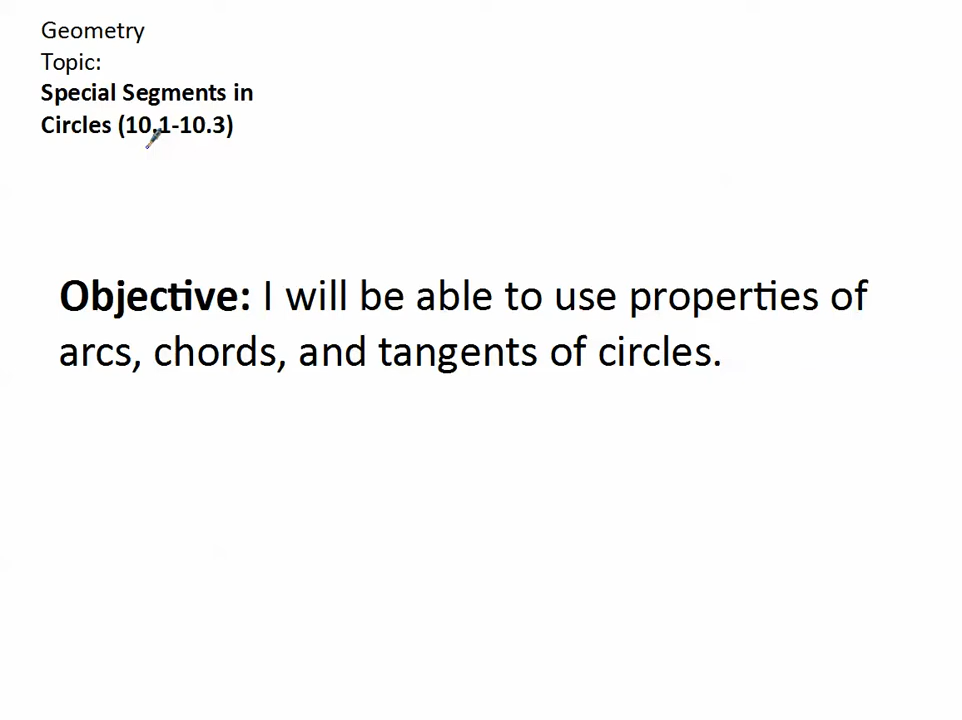 Geometry
Topic:
Special Segments in
Circles (10.1-10.3)
Objective: I will be able to use properties of
arcs, chords, and tangents of circles.